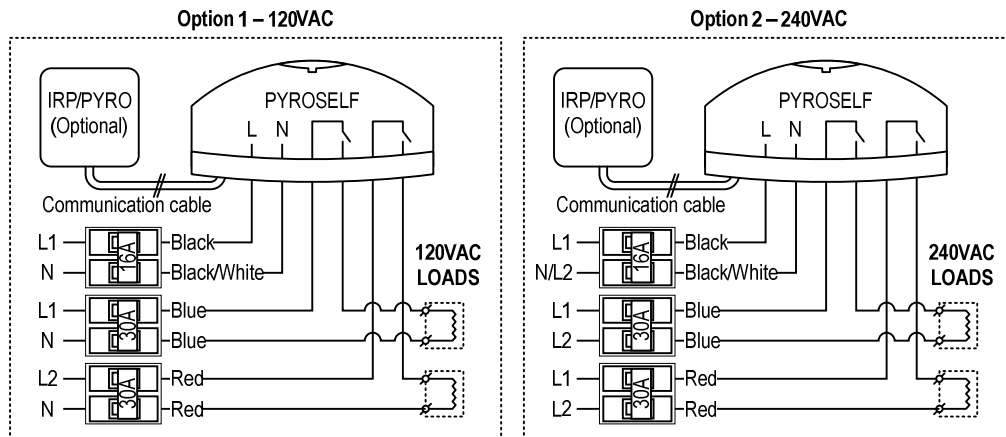 Option 1 – 120VAC
IRP/PYRO
(Optional)
PYROSELF
L N
Communication cable
L1
16A
Black
N
Black/White
120VAC
LOADS
L1
30A
Blue
N
Blue
L2
30A
Red
N
Red
Option 2 – 240VAC
IRP/PYRO
(Optional)
PYROSELF
L N
Communication cable
L1
16A
Black
N/L2
Black/White
240VAC
LOADS
L1
30A
Blue
L2
Blue
L1
30A
Red
L2
Red